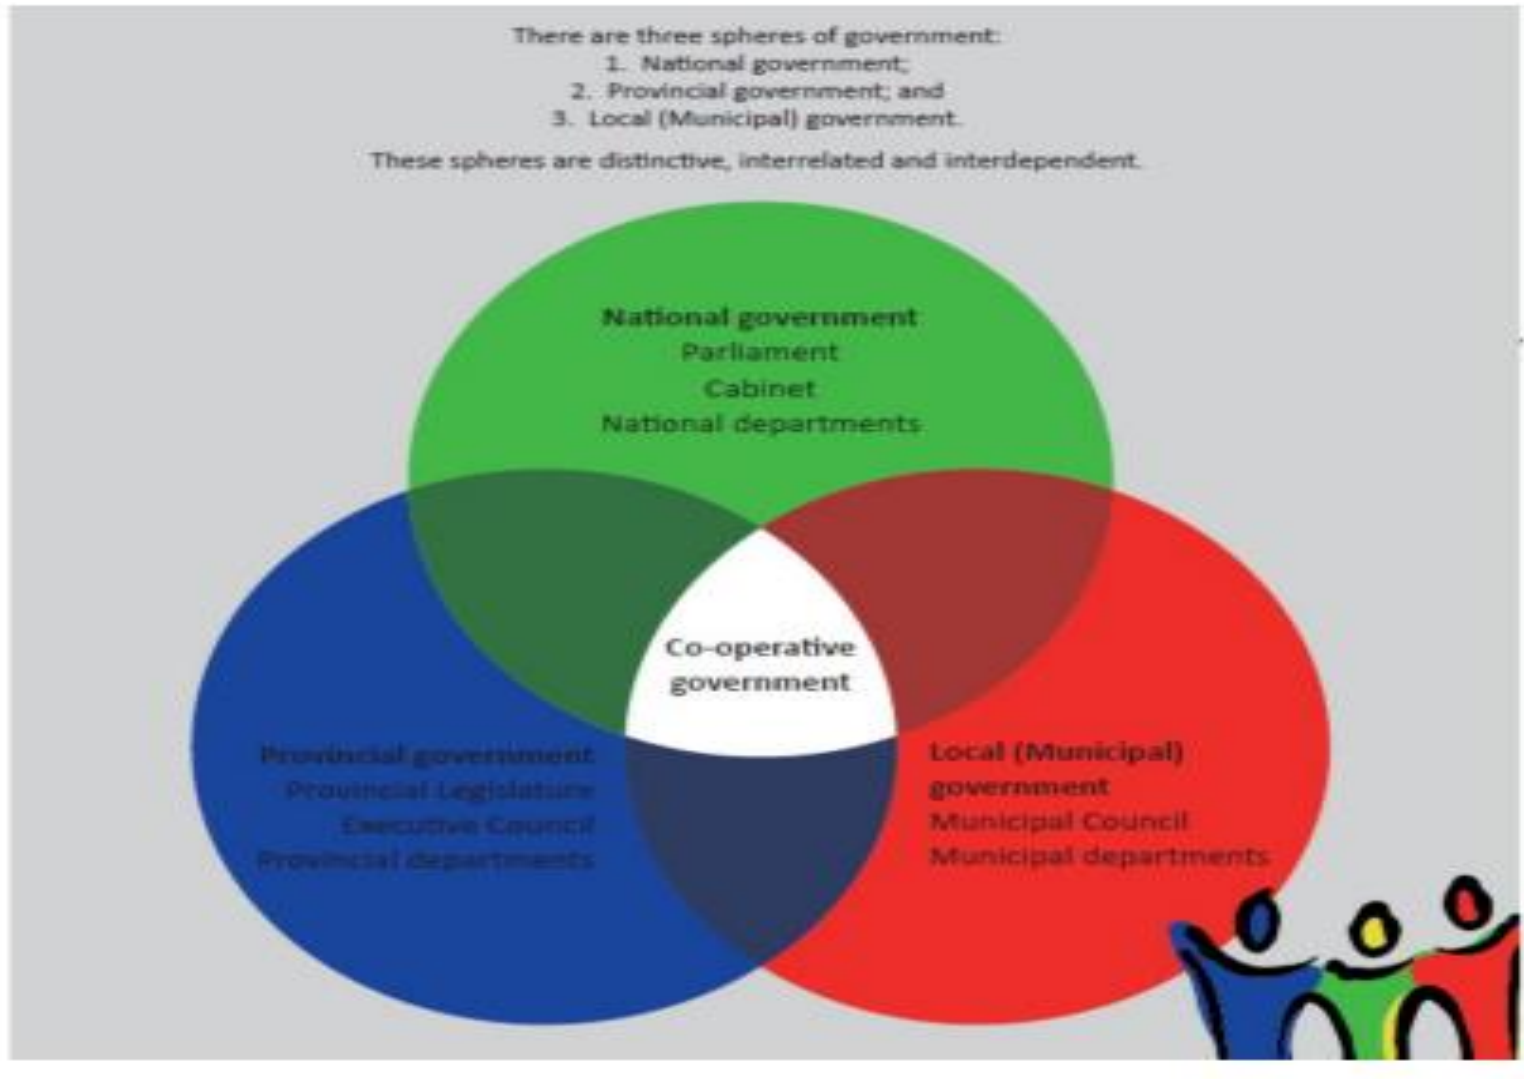 There are three spheres of government:
1. National government;
2. Provincial government; and
3. Local (Municipal) government.
These spheres are distinctive, interrelated and interdependent.
National government
Parliament
Cabinet
National departments
Co-operative
government
Provincial government
Provincial Legislature
Executive Council
Provincial departments
Local (Municipal)
government
Municipal Council
Municipal departments